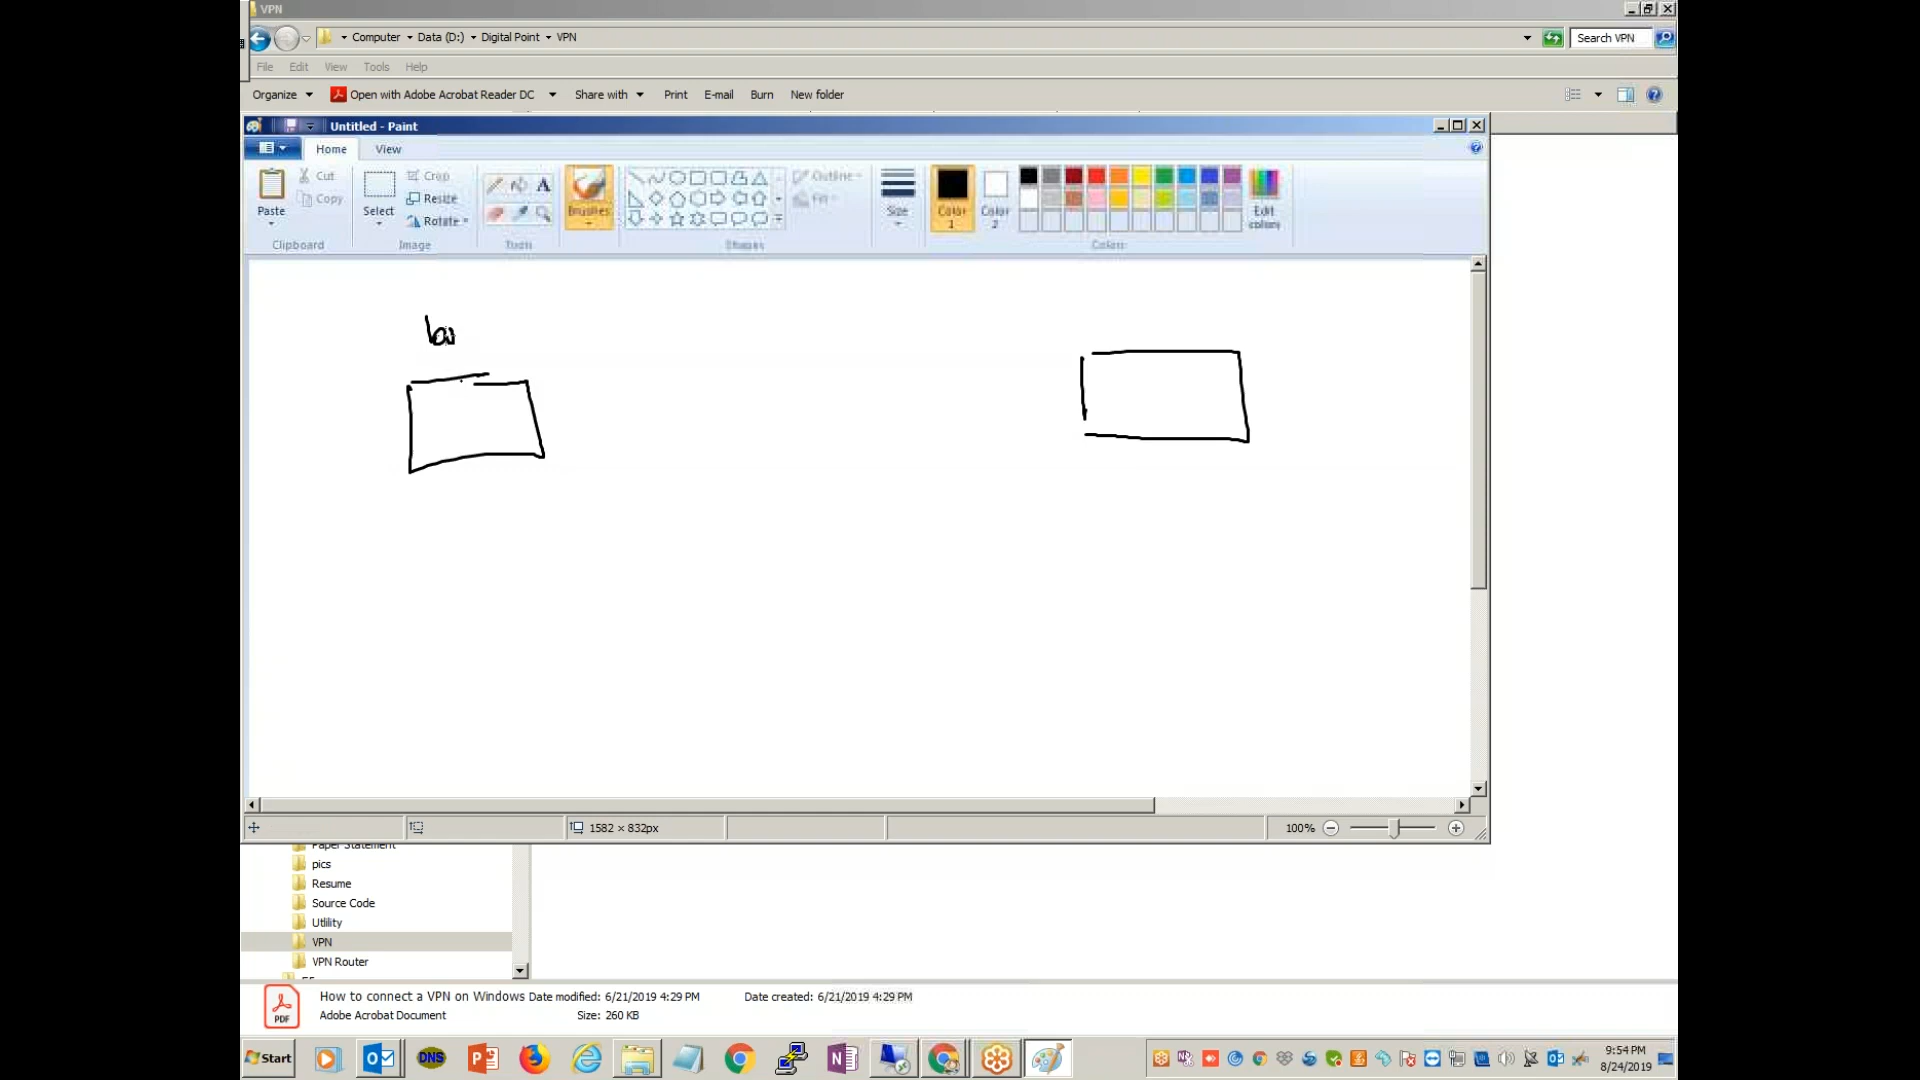 VPN
Computer Data (D:) Digital Point VPN
Search VPN
File Edit View Tools Help
Organize Open with Adobe Acrobat Reader DC Share with Print E-mail Burn New folder
Untitled - Paint
Home View
Paste
Cut
Copy
Clipboard
Select
Crop
Resize
Rotate
Image
A
Tools
Brushes
Shapes
Outline
Fill
Size
Color 1
Color 2
Edit colors
Colors
1582 × 832px
100%
Paper Statement
pics
Resume
Source Code
Utility
VPN
VPN Router
PDF
How to connect a VPN on Windows Date modified: 6/21/2019 4:29 PM Date created: 6/21/2019 4:29 PM
Adobe Acrobat Document Size: 260 KB
Start
DNS
9:54 PM
8/24/2019